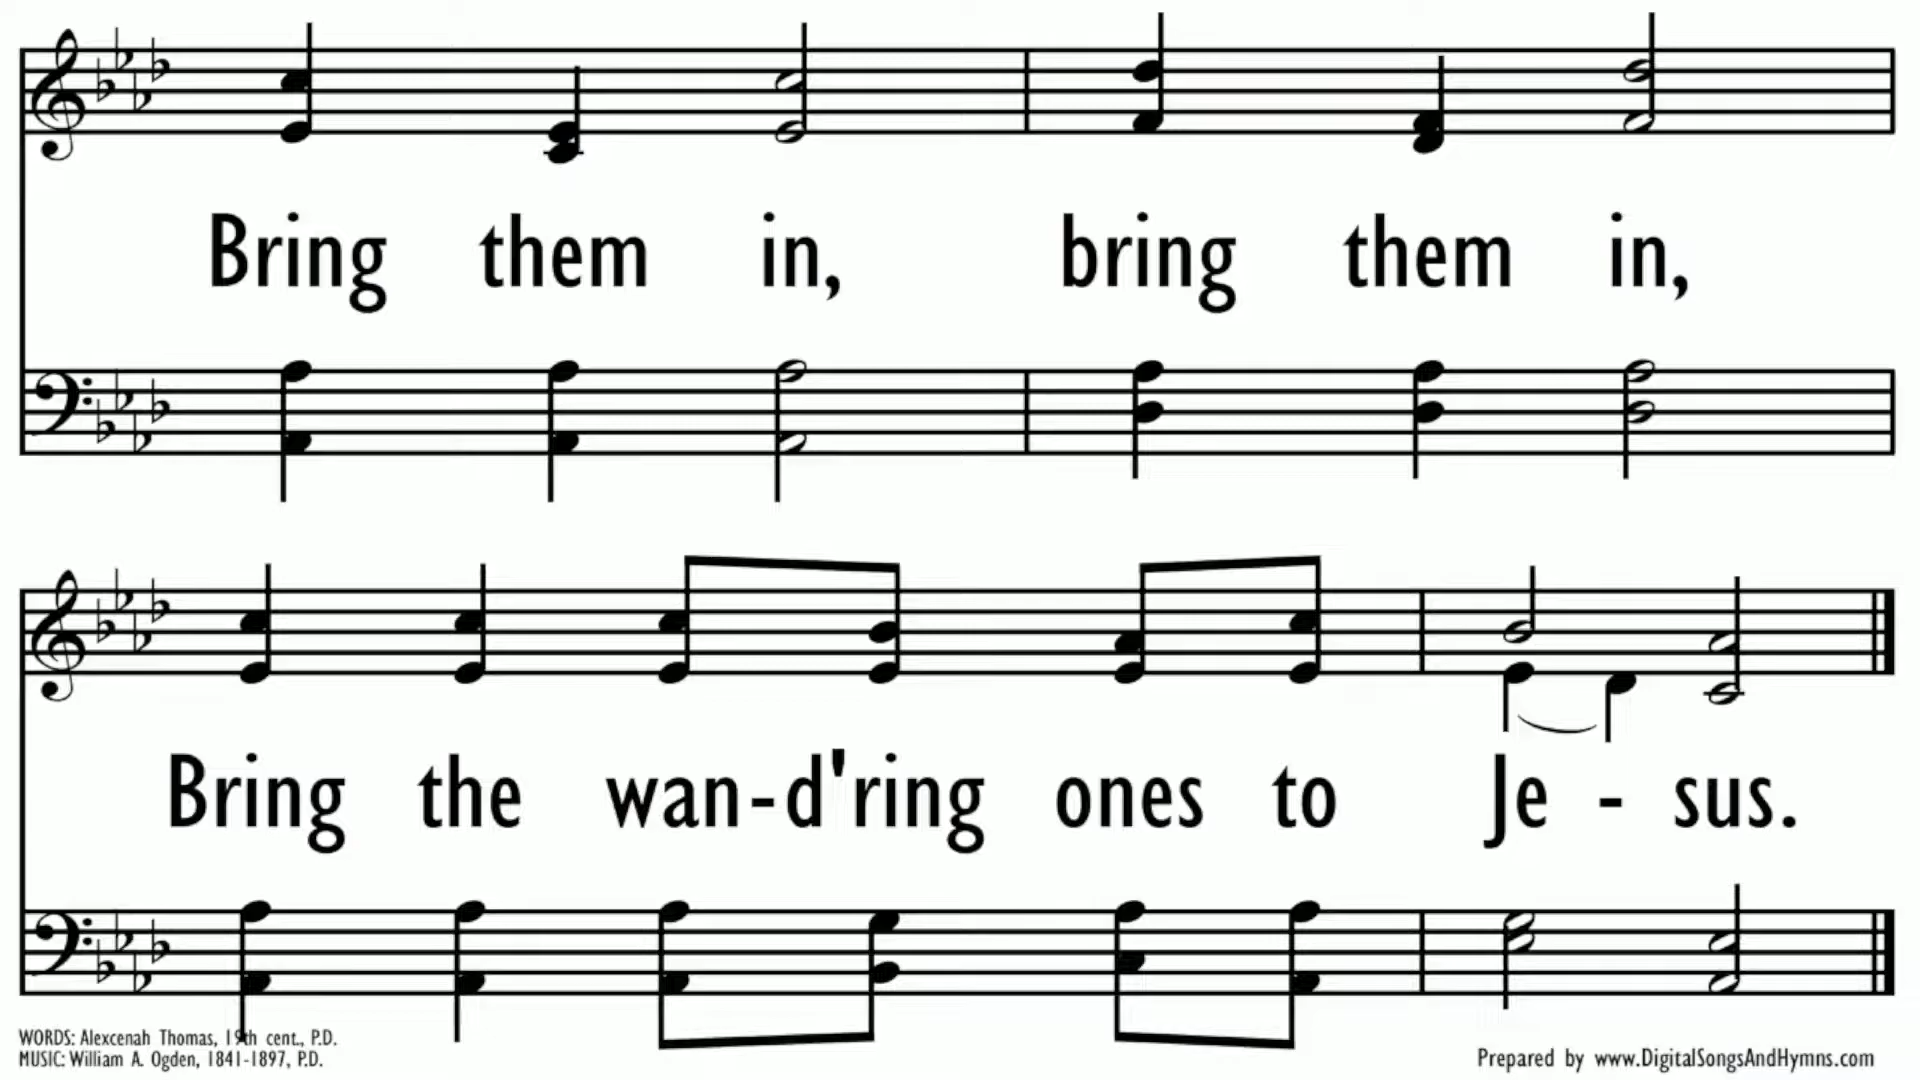 Bring them in, bring them in,
Bring the wan-d'ring ones to Je - sus.
WORDS: Alexcenah Thomas, 19th cent., P.D.
MUSIC: William A. Ogden, 1841-1897, P.D.
Prepared by www.DigitalSongsAndHymns.com